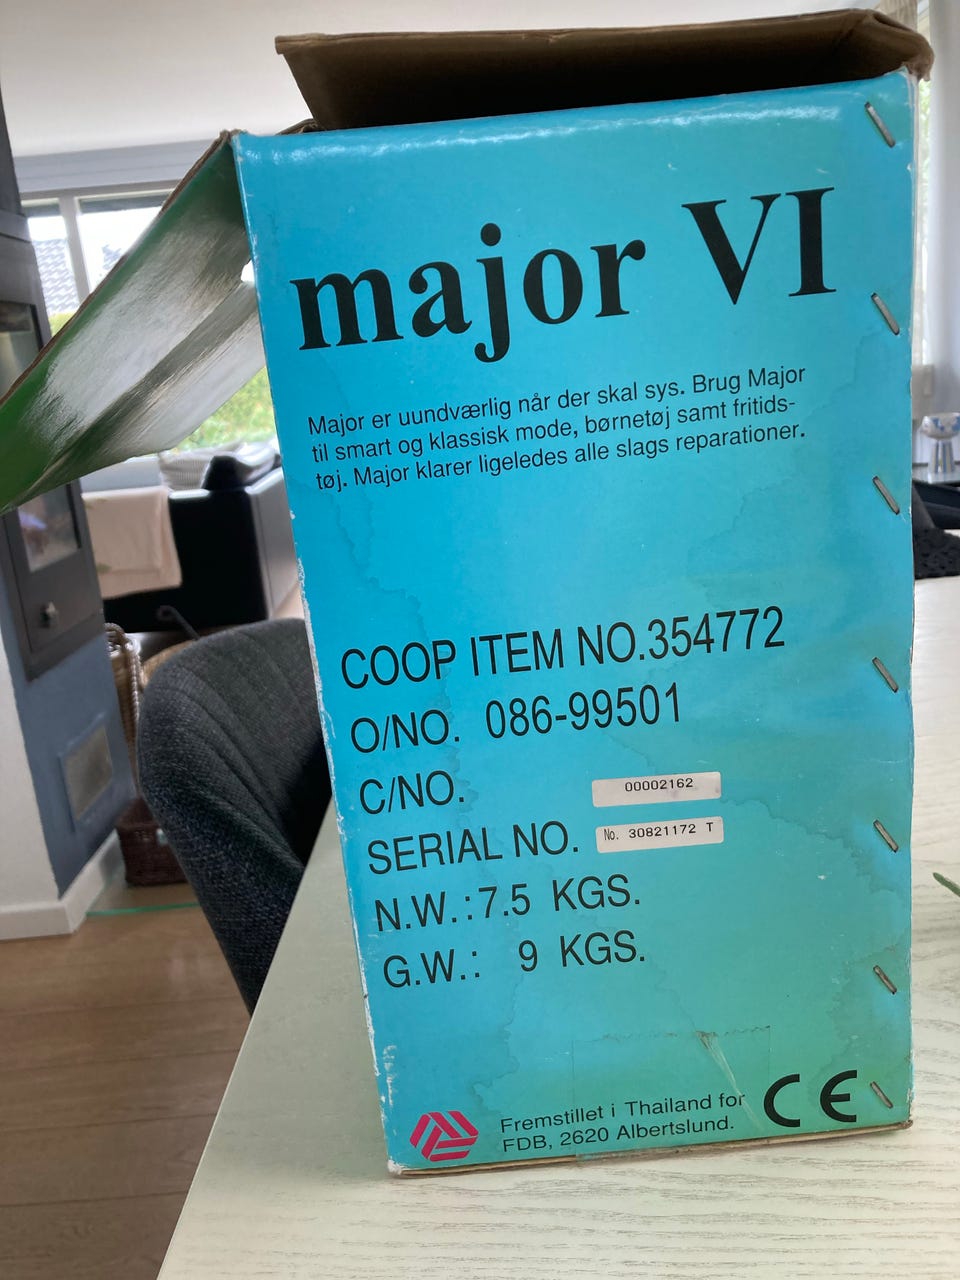 major VI
Major er uundværlig når der skal sys. Brug Major
til smart og klassisk mode, børnetøj samt fritids-
tøj. Major klarer ligeledes alle slags reparationer.
COOP ITEM NO.354772
O/NO. 086-99501
C/NO. 00002162
SERIAL NO. No. 30821172 T
N.W.:7.5 KGS.
G.W.: 9 KGS.
Fremstillet i Thailand for
FDB, 2620 Albertslund.
CE